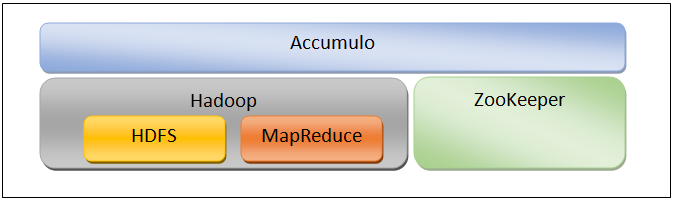 Accumulo
Hadoop
ZooKeeper
HDFS
MapReduce